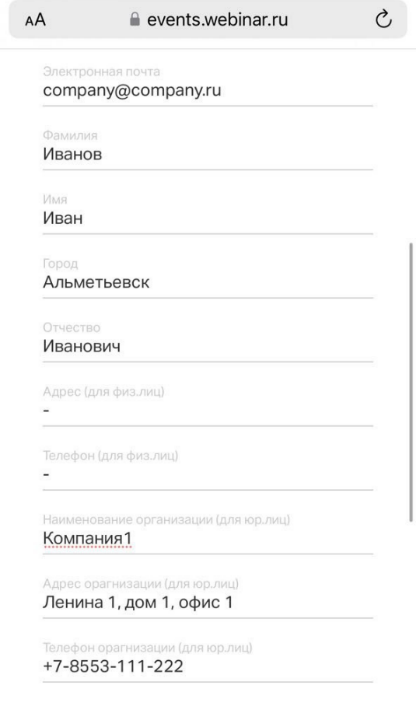 AA events.webinar.ru
Электронная почта
company@company.ru
Фамилия
Иванов
Имя
Иван
Город
Альметьевск
Отчество
Иванович
Адрес (для физ.лиц)
-
Телефон (для физ.лиц)
-
Наименование организации (для юр.лиц)
Компания1
Адрес орагнизации (для юр.лиц)
Ленина 1, дом 1, офис 1
Телефон орагнизации (для юр.лиц)
+7-8553-111-222